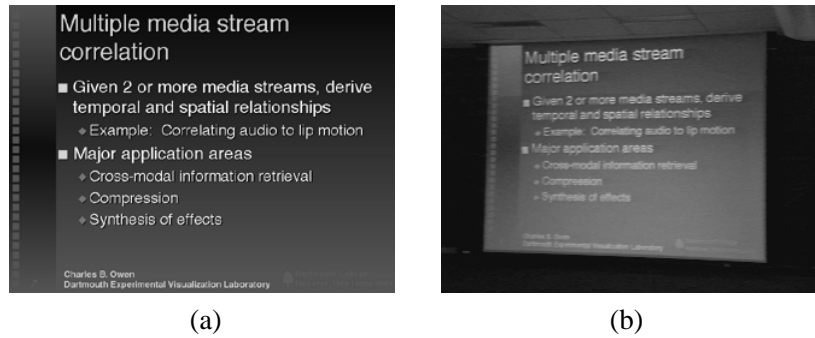 Multiple media stream
correlation
Given 2 or more media streams, derive
temporal and spatial relationships
Example: Correlating audio to lip motion
Major application areas
Cross-modal information retrieval
Compression
Synthesis of effects
Charles B. Owen
Dartmouth Experimental Visualization Laboratory
(a)
Multiple media stream
correlation
Given 2 or more media streams, derive
temporal and spatial relationships
Example: Correlating audio to lip motion
Major application areas
Cross-modal information retrieval
Compression
Synthesis of effects
Charles B. Owen
Dartmouth Experimental Visualization Laboratory
(b)